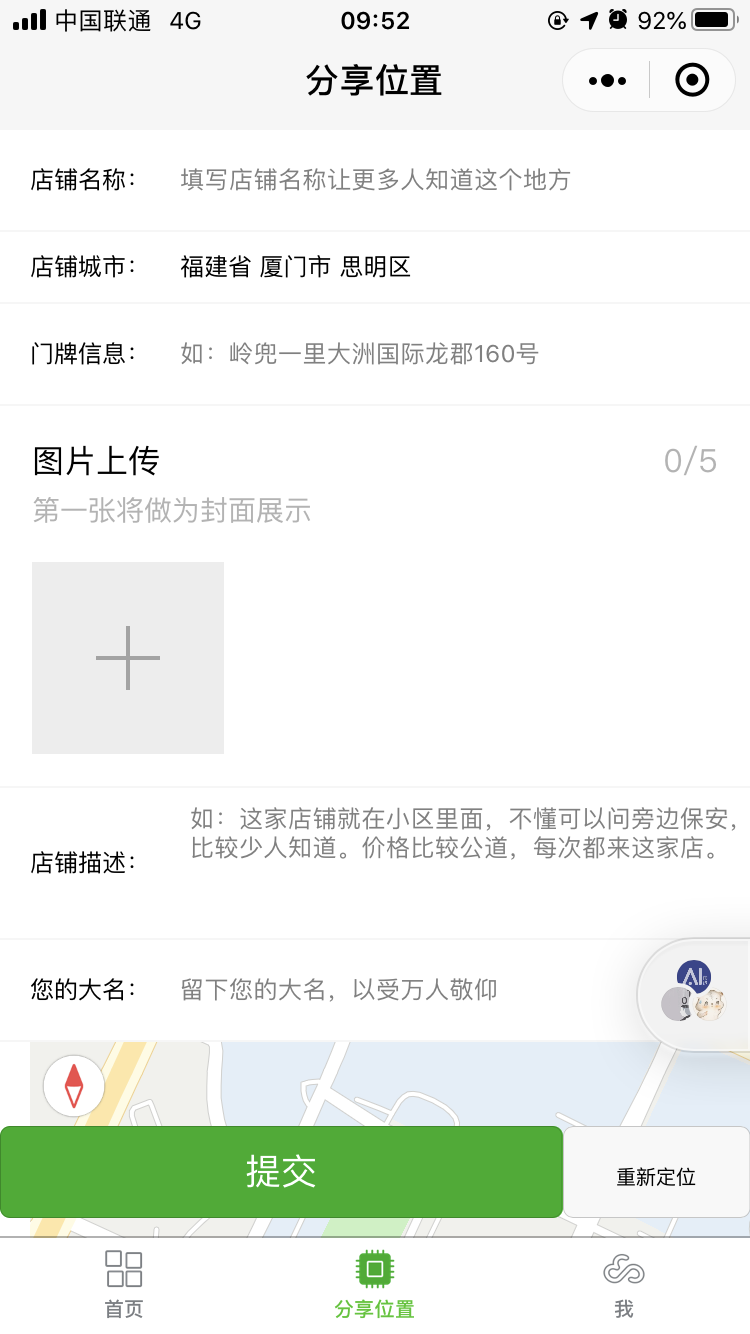 中国联通 4G 09:52 92%
分享位置
店铺名称： 填写店铺名称让更多人知道这个地方
店铺城市： 福建省 厦门市 思明区
门牌信息： 如：岭兜一里大洲国际龙郡160号
图片上传 0/5
第一张将做为封面展示
如：这家店铺就在小区里面，不懂可以问旁边保安，
比较少人知道。价格比较公道，每次都来这家店。
店铺描述：
您的大名： 留下您的大名，以受万人敬仰
AI
提交 重新定位
首页 分享位置 我